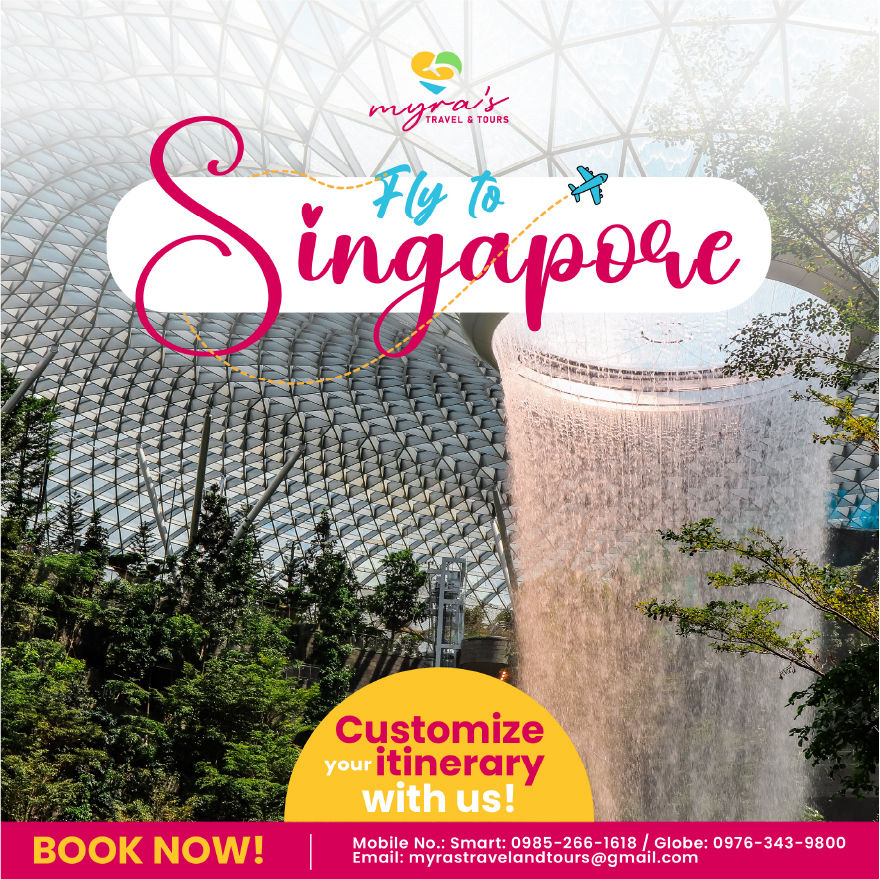 myra's
TRAVEL & TOURS
Fly to
Singapore
Customize
your itinerary
with us!
BOOK NOW!
Mobile No.: Smart: 0985-266-1618 / Globe: 0976-343-9800
Email: myrastravelandtours@gmail.com